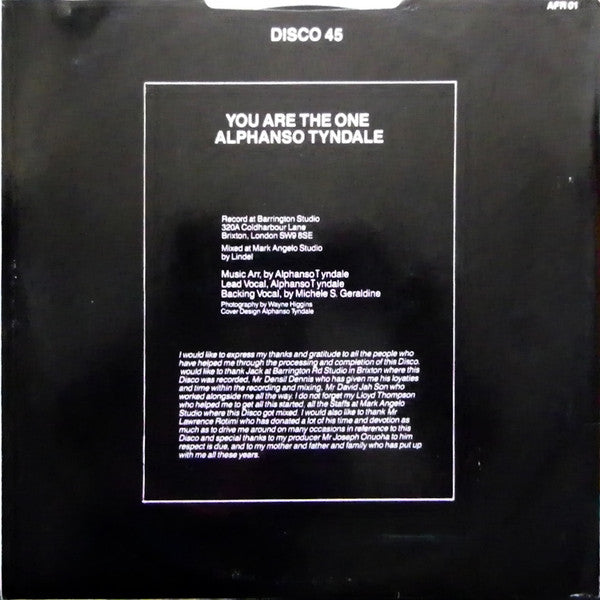 AFR 01
DISCO 45
YOU ARE THE ONE
ALPHANSO TYNDALE
Record at Barrington Studio
320A Coldharbour Lane
Brixton, London SW9 8SE
Mixed at Mark Angelo Studio
by Lindel
Music Arr, by Alphanso Tyndale
Lead Vocal, Alphanso Tyndale
Backing Vocal, by Michele S. Geraldine
Photography by Wayne Higgins
Cover Design Alphanso Tyndale
I would like to express my thanks and gratitude to all the people who
have helped me through the processing and completion of this Disco.
would like to thank Jack at Barrington Rd Studio in Brixton where this
Disco was recorded, Mr Densil Dennis who has given me his loyaties
and time within the recording and mixing, Mr David Jah Son who
worked alongside me all the way. I do not forget my Lloyd Thompson
who helped me to get all this started, all the Staffs at Mark Angelo
Studio where this Disco got mixed. I would also like to thank Mr
Lawrence Rotimi who has donated a lot of his time and devotion as
much as to drive me around on many occasions in reference to this
Disco and special thanks to my producer Mr Joseph Onuoha to him
respect is due, and to my mother and father and family who has put up
with me all these years.